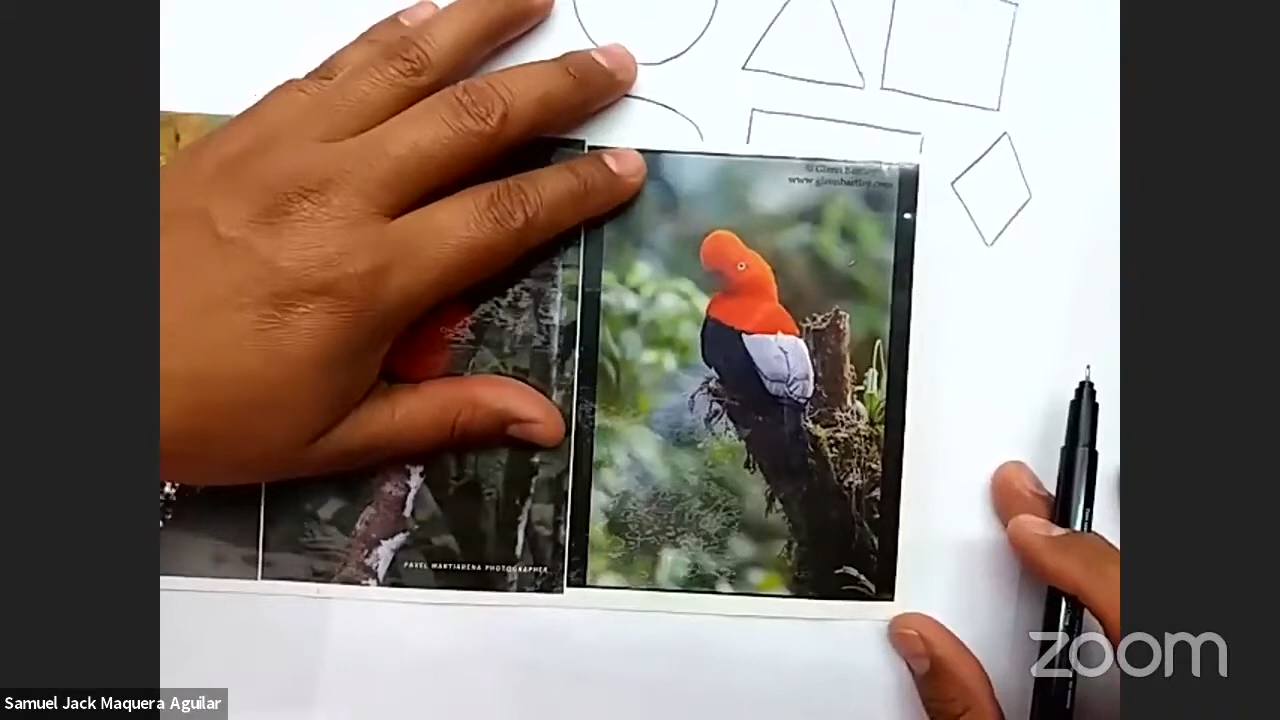 © Glenn Bartley
www.glennbartley.com
PAVEL MARTIARENA PHOTOGRAPHER
zoom
Samuel Jack Maquera Aguilar